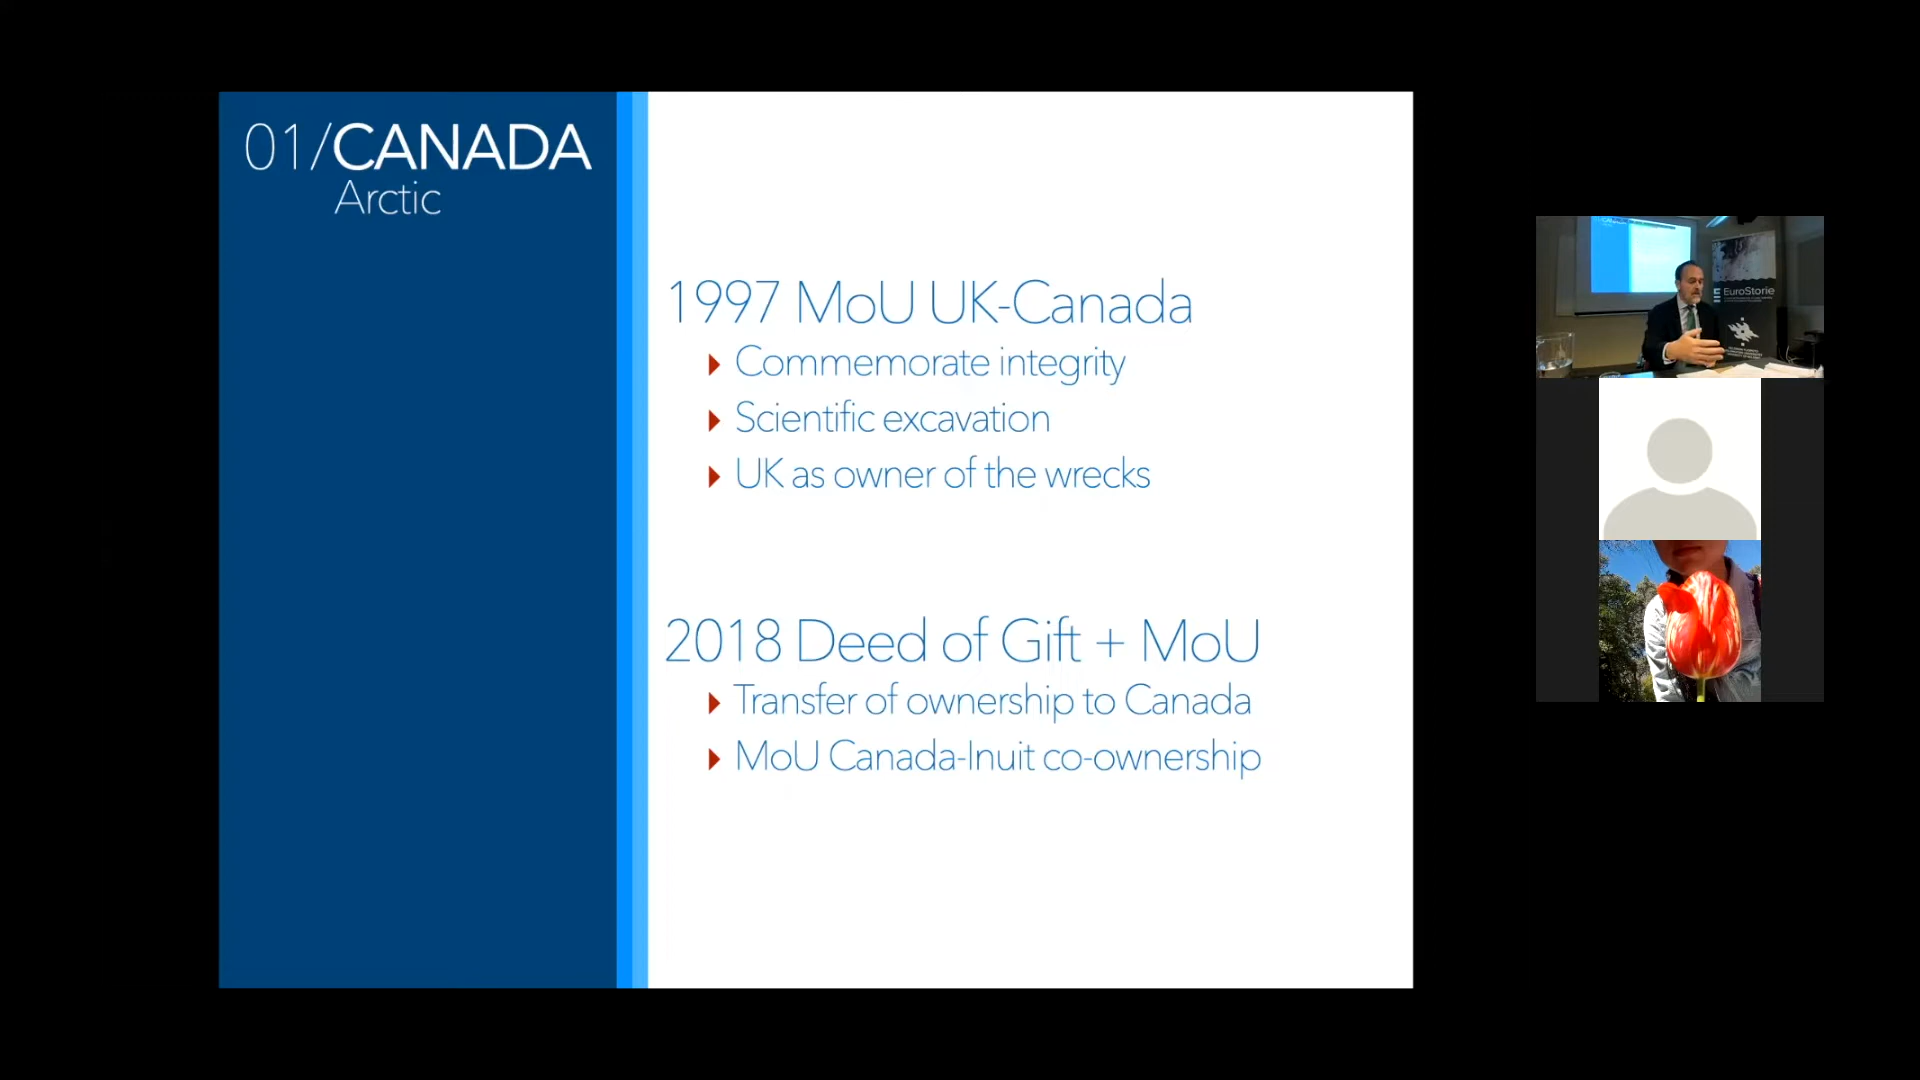 01/CANADA
Arctic
1997 MoU UK-Canada
Commemorate integrity
Scientific excavation
UK as owner of the wrecks
2018 Deed of Gift + MoU
Transfer of ownership to Canada
MoU Canada-Inuit co-ownership
EuroStorie